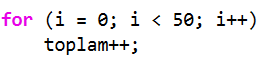 for (i = 0; i < 50; i++)
    toplam++;